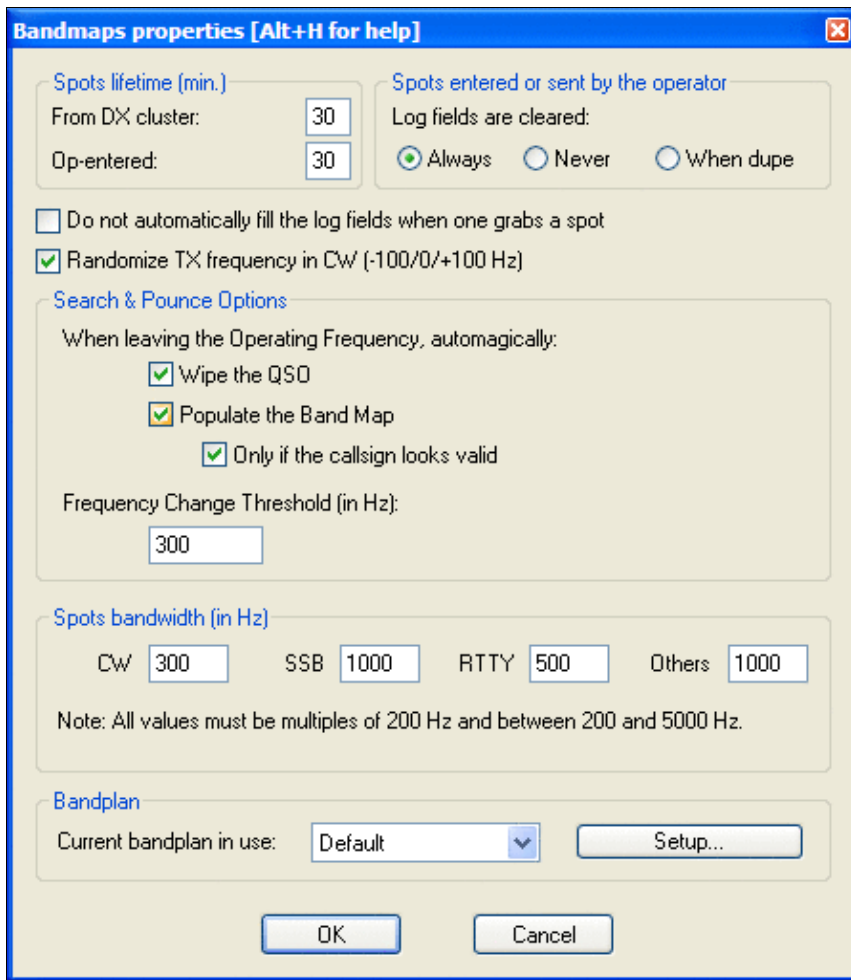 Bandmaps properties [Alt+H for help]
Spots lifetime (min.)
From DX cluster: 30
Op-entered: 30
Spots entered or sent by the operator
Log fields are cleared:
Always Never When dupe
Do not automatically fill the log fields when one grabs a spot
Randomize TX frequency in CW (-100/0/+100 Hz)
Search & Pounce Options
When leaving the Operating Frequency, automagically:
Wipe the QSO
Populate the Band Map
Only if the callsign looks valid
Frequency Change Threshold (in Hz):
300
Spots bandwidth (in Hz)
CW 300 SSB 1000 RTTY 500 Others 1000
Note: All values must be multiples of 200 Hz and between 200 and 5000 Hz.
Bandplan
Current bandplan in use: Default Setup...
OK Cancel